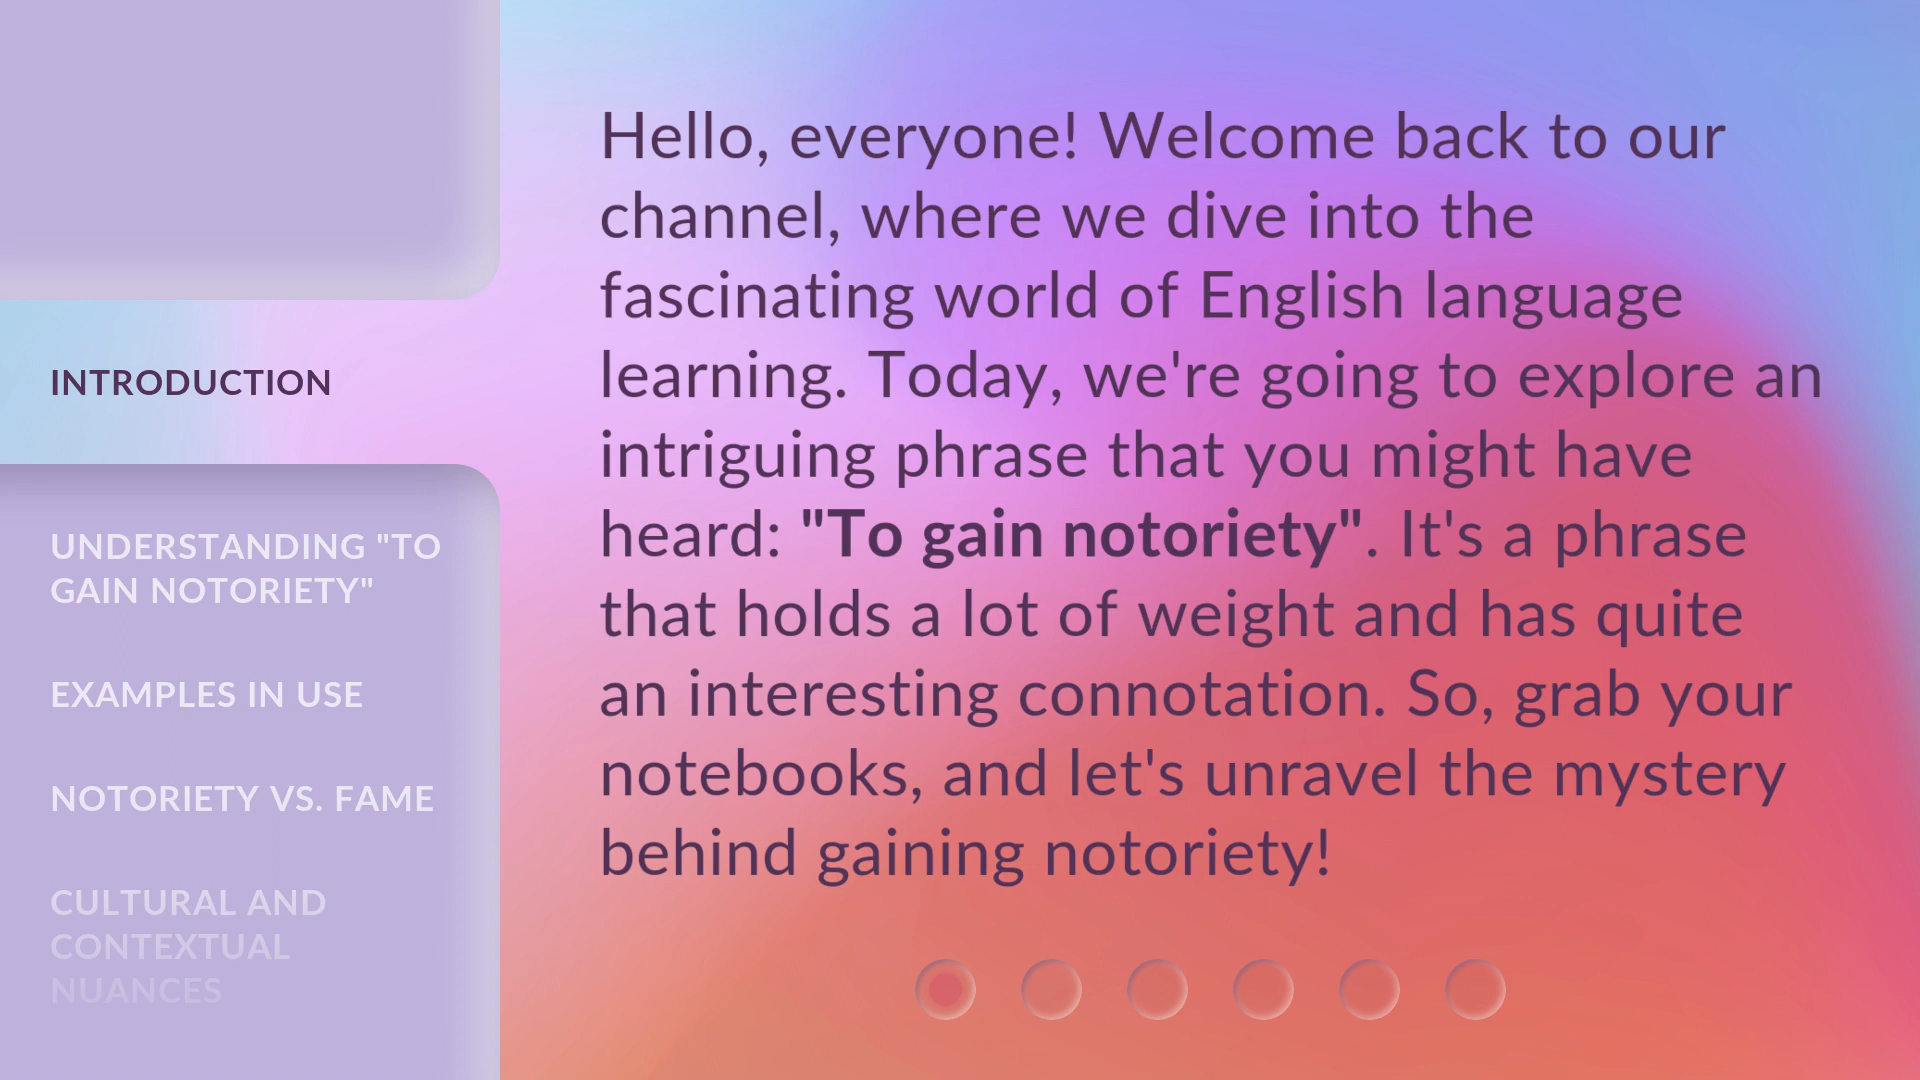 INTRODUCTION
UNDERSTANDING "TO
GAIN NOTORIETY"
EXAMPLES IN USE
NOTORIETY VS. FAME
CULTURAL AND
CONTEXTUAL
NUANCES
Hello, everyone! Welcome back to our
channel, where we dive into the
fascinating world of English language
learning. Today, we're going to explore an
intriguing phrase that you might have
heard: "To gain notoriety". It's a phrase
that holds a lot of weight and has quite
an interesting connotation. So, grab your
notebooks, and let's unravel the mystery
behind gaining notoriety!